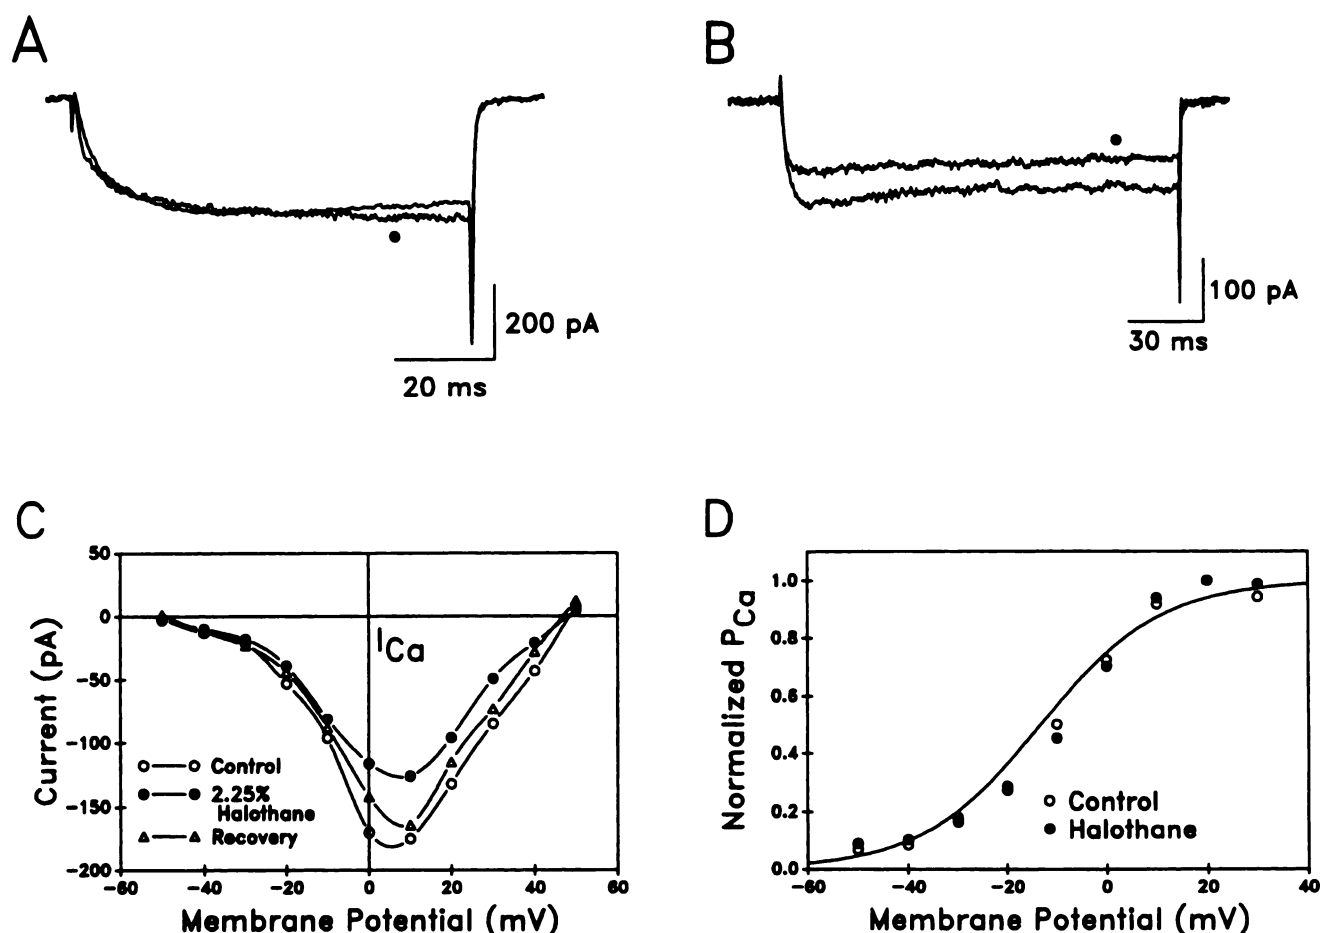 A
B
200 pA
20 ms
100 pA
30 ms
C
D
50
0
−50
−100
−150
−200
−60
−40
−20
0
20
40
60
Current (pA)
Membrane Potential (mV)
ICa
Control
2.25%
Halothane
Recovery
1.0
0.8
0.6
0.4
0.2
0.0
−60
−40
−20
0
20
40
Normalized PCa
Membrane Potential (mV)
Control
Halothane